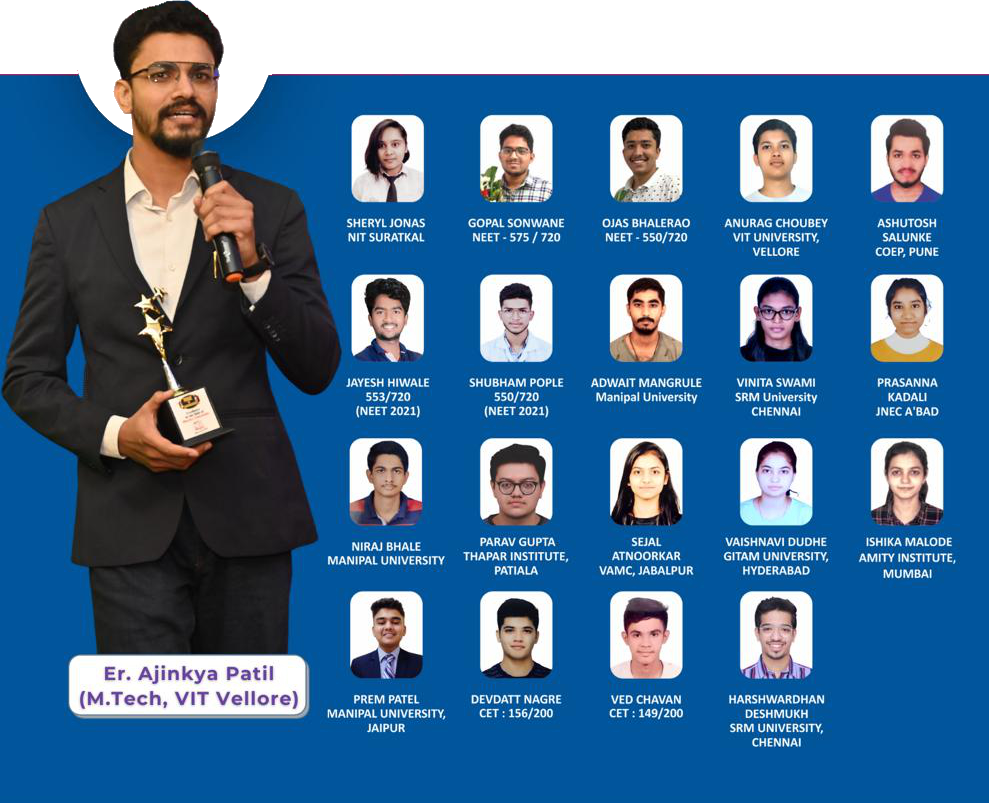 SHERYL JONAS
NIT SURATKAL
GOPAL SONWANE
NEET - 575 / 720
OJAS BHALERAO
NEET - 550/720
ANURAG CHOUBEY
VIT UNIVERSITY,
VELLORE
ASHUTOSH
SALUNKE
COEP, PUNE
JAYESH HIWALE
553/720
(NEET 2021)
SHUBHAM POPLE
550/720
(NEET 2021)
ADWAIT MANGRULE
Manipal University
VINITA SWAMI
SRM University
CHENNAI
PRASANNA
KADALI
JNEC A'BAD
NIRAJ BHALE
MANIPAL UNIVERSITY
PARAV GUPTA
THAPAR INSTITUTE,
PATIALA
SEJAL
ATNOORKAR
VAMC, JABALPUR
VAISHNAVI DUDHE
GITAM UNIVERSITY,
HYDERABAD
ISHIKA MALODE
AMITY INSTITUTE,
MUMBAI
PREM PATEL
MANIPAL UNIVERSITY,
JAIPUR
DEVDATT NAGRE
CET : 156/200
VED CHAVAN
CET : 149/200
HARSHWARDHAN
DESHMUKH
SRM UNIVERSITY,
CHENNAI
Er. Ajinkya Patil
(M.Tech, VIT Vellore)